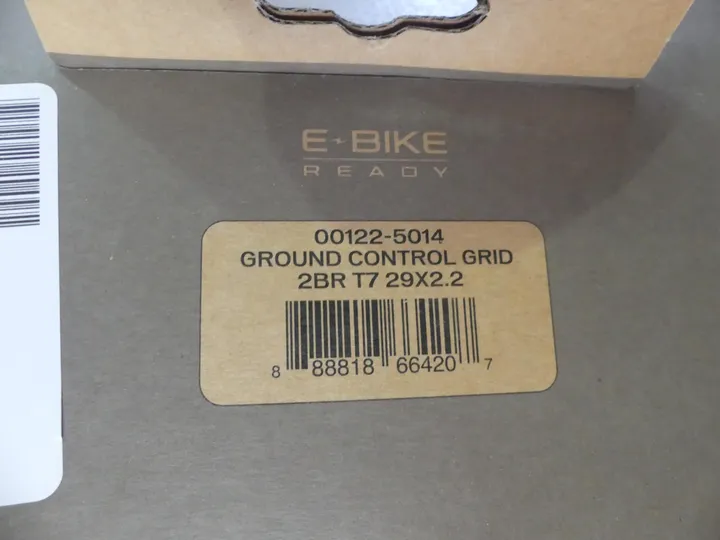 E-BIKE
READY
00122-5014
GROUND CONTROL GRID
2BR T7 29X2.2
8 88818 66420 7